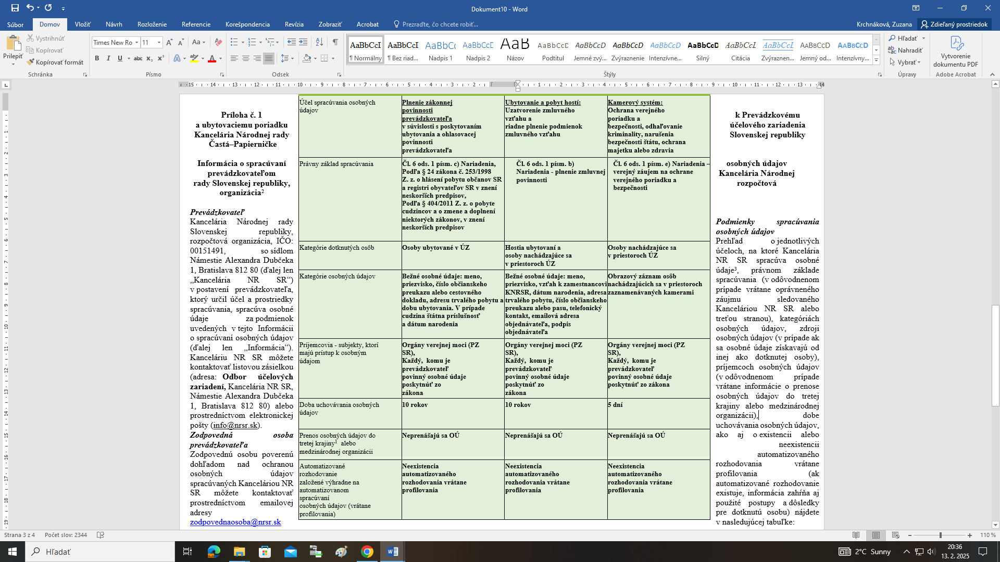 Dokument10 - Word
Súbor
Domov
Vložiť
Návrh
Rozloženie
Referencie
Korešpondencia
Revízia
Zobraziť
Acrobat
Prezraďte, čo chcete robiť...
Krchnáková, Zuzana
Zdieľaný prostriedok
Prilepiť
Vystrihnúť
Kopírovať
Kopírovať formát
Schránka
Times New Ro
11
Písmo
Odsek
¶ Normálny
¶ Bez riad...
Nadpis 1
Nadpis 2
Názov
Podtitul
Jemné zvý...
Zvýraznenie
Intenzívne...
Silný
Citácia
Zvýraznen...
Jemný od...
Intenzívny...
Štýly
Hľadať
Nahradiť
Vybrať
Úpravy
Vytvorenie
dokumentu PDF
Adobe Acrobat
Príloha č. 1
a ubytovaciemu poriadku
Kancelária Národnej rady
Častá–Papierničke
Informácia o spracúvaní
prevádzkovateľom
rady Slovenskej republiky,
organizácia²
Prevádzkovateľ
Kancelária Národnej rady
Slovenskej republiky,
rozpočtová organizácia, IČO:
00151491, so sídlom
Námestie Alexandra Dubčeka
1, Bratislava 812 80 (ďalej len
„Kancelária NR SR“)
v postavení prevádzkovateľa,
ktorý určil účel a prostriedky
spracúvania, spracúva osobné
údaje za podmienok
uvedených v tejto Informácii
o spracúvaní osobných údajov
(ďalej len „Informácia“).
Kanceláriu NR SR môžete
kontaktovať listovou zásielkou
(adresa: Odbor účelových
zariadení, Kancelária NR SR,
Námestie Alexandra Dubčeka
1, Bratislava 812 80) alebo
prostredníctvom elektronickej
pošty (info@nrsr.sk).
Zodpovedná osoba
prevádzkovateľa
Zodpovednú osobu poverenú
dohľadom nad ochranou
osobných údajov
spracúvaných Kanceláriou NR
SR môžete kontaktovať
prostredníctvom emailovej
adresy
zodpovednaosoba@nrsr.sk
Účel spracúvania osobných
údajov
Plnenie zákonnej
povinnosti
prevádzkovateľa
v súvislosti s poskytovaním
ubytovania a ohlasovacej
povinnosti
prevádzkovateľa
Ubytovanie a pobyt hostí:
Uzatvorenie zmluvného
vzťahu a
riadne plnenie podmienok
zmluvného vzťahu
Kamerový systém:
Ochrana verejného
poriadku a
bezpečnosti, odhaľovanie
kriminality, narušenia
bezpečnosti štátu, ochrana
majetku alebo zdravia
Právny základ spracúvania
Čl. 6 ods. 1 písm. c) Nariadenia,
Podľa § 24 zákona č. 253/1998
Z. z. o hlásení pobytu občanov SR
a registri obyvateľov SR v znení
neskorších predpisov,
Podľa § 404/2011 Z. z. o pobyte
cudzincov a o zmene a doplnení
niektorých zákonov, v znení
neskorších predpisov
Čl. 6 ods. 1 písm. b)
Nariadenia - plnenie zmluvnej
povinnosti
Čl. 6 ods. 1 písm. e) Nariadenia –
verejný záujem na ochrane
verejného poriadku a
bezpečnosti
Kategórie dotknutých osôb
Osoby ubytované v ÚZ
Hostia ubytovaní a
osoby nachádzajúce sa
v priestoroch ÚZ
Osoby nachádzajúce sa
v priestoroch ÚZ
Kategórie osobných údajov
Bežné osobné údaje: meno,
priezvisko, číslo občianskeho
preukazu alebo cestovného
dokladu, adresu trvalého pobytu a
dobu ubytovania. V prípade
cudzina štátna príslušnosť
a dátum narodenia
Bežné osobné údaje: meno,
priezvisko, vzťah k zamestnancovi
KNRSR, dátum narodenia, adresa
trvalého pobytu, číslo občianskeho
preukazu alebo pasu, telefonický
kontakt, emailová adresa
objednávateľa, podpis
objednávateľa
Obrazový záznam osôb
nachádzajúcich sa v priestoroch
zaznamenávaných kamerami
Príjemcovia - subjekty, ktorí
majú prístup k osobným
údajom
Orgány verejnej moci (PZ
SR),
Každý, komu je
prevádzkovateľ
povinný osobné údaje
poskytnúť zo
zákona
Orgány verejnej moci (PZ
SR),
Každý, komu je
prevádzkovateľ
povinný osobné údaje
poskytnúť zo
zákona
Orgány verejnej moci (PZ
SR),
Každý, komu je
prevádzkovateľ
povinný osobné údaje
poskytnúť zo zákona
Doba uchovávania osobných
údajov
10 rokov
10 rokov
5 dní
Prenos osobných údajov do
tretej krajiny¹ alebo
medzinárodnej organizácii
Neprenášajú sa OÚ
Neprenášajú sa OÚ
Neprenášajú sa OÚ
Automatizované
rozhodovanie
založené výhradne na
automatizovanom
spracúvaní
osobných údajov (vrátane
profilovania)
Neexistencia
automatizovaného
rozhodovania vrátane
profilovania
Neexistencia
automatizovaného
rozhodovania vrátane
profilovania
Neexistencia
automatizovaného
rozhodovania vrátane
profilovania
k Prevádzkovému
účelového zariadenia
Slovenskej republiky
osobných údajov
Kancelária Národnej
rozpočtová
Podmienky spracúvania
osobných údajov
Prehľad o jednotlivých
účeloch, na ktoré Kancelária
NR SR spracúva osobné
údaje³, právnom základe
spracúvania (v odôvodnenom
prípade vrátane oprávneného
záujmu sledovaného
Kanceláriou NR SR alebo
treťou stranou), kategóriách
osobných údajov, zdroji
osobných údajov (v prípade ak
sa osobné údaje získavajú od
inej ako dotknutej osoby),
príjemcoch osobných údajov
(v odôvodnenom prípade
vrátane informácie o prenose
osobných údajov do tretej
krajiny alebo medzinárodnej
organizácii), dobe
uchovávania osobných údajov,
ako aj o existencii alebo
neexistencii
automatizovaného
rozhodovania vrátane
profilovania (ak
automatizované rozhodovanie
existuje, informácia zahŕňa aj
použité postupy a dôsledky
pre dotknutú osobu) nájdete
v nasledujúcej tabuľke:
Strana 3 z 4
Počet slov: 2344
110 %
Hľadať
2°C Sunny
20:36
13. 2. 2025